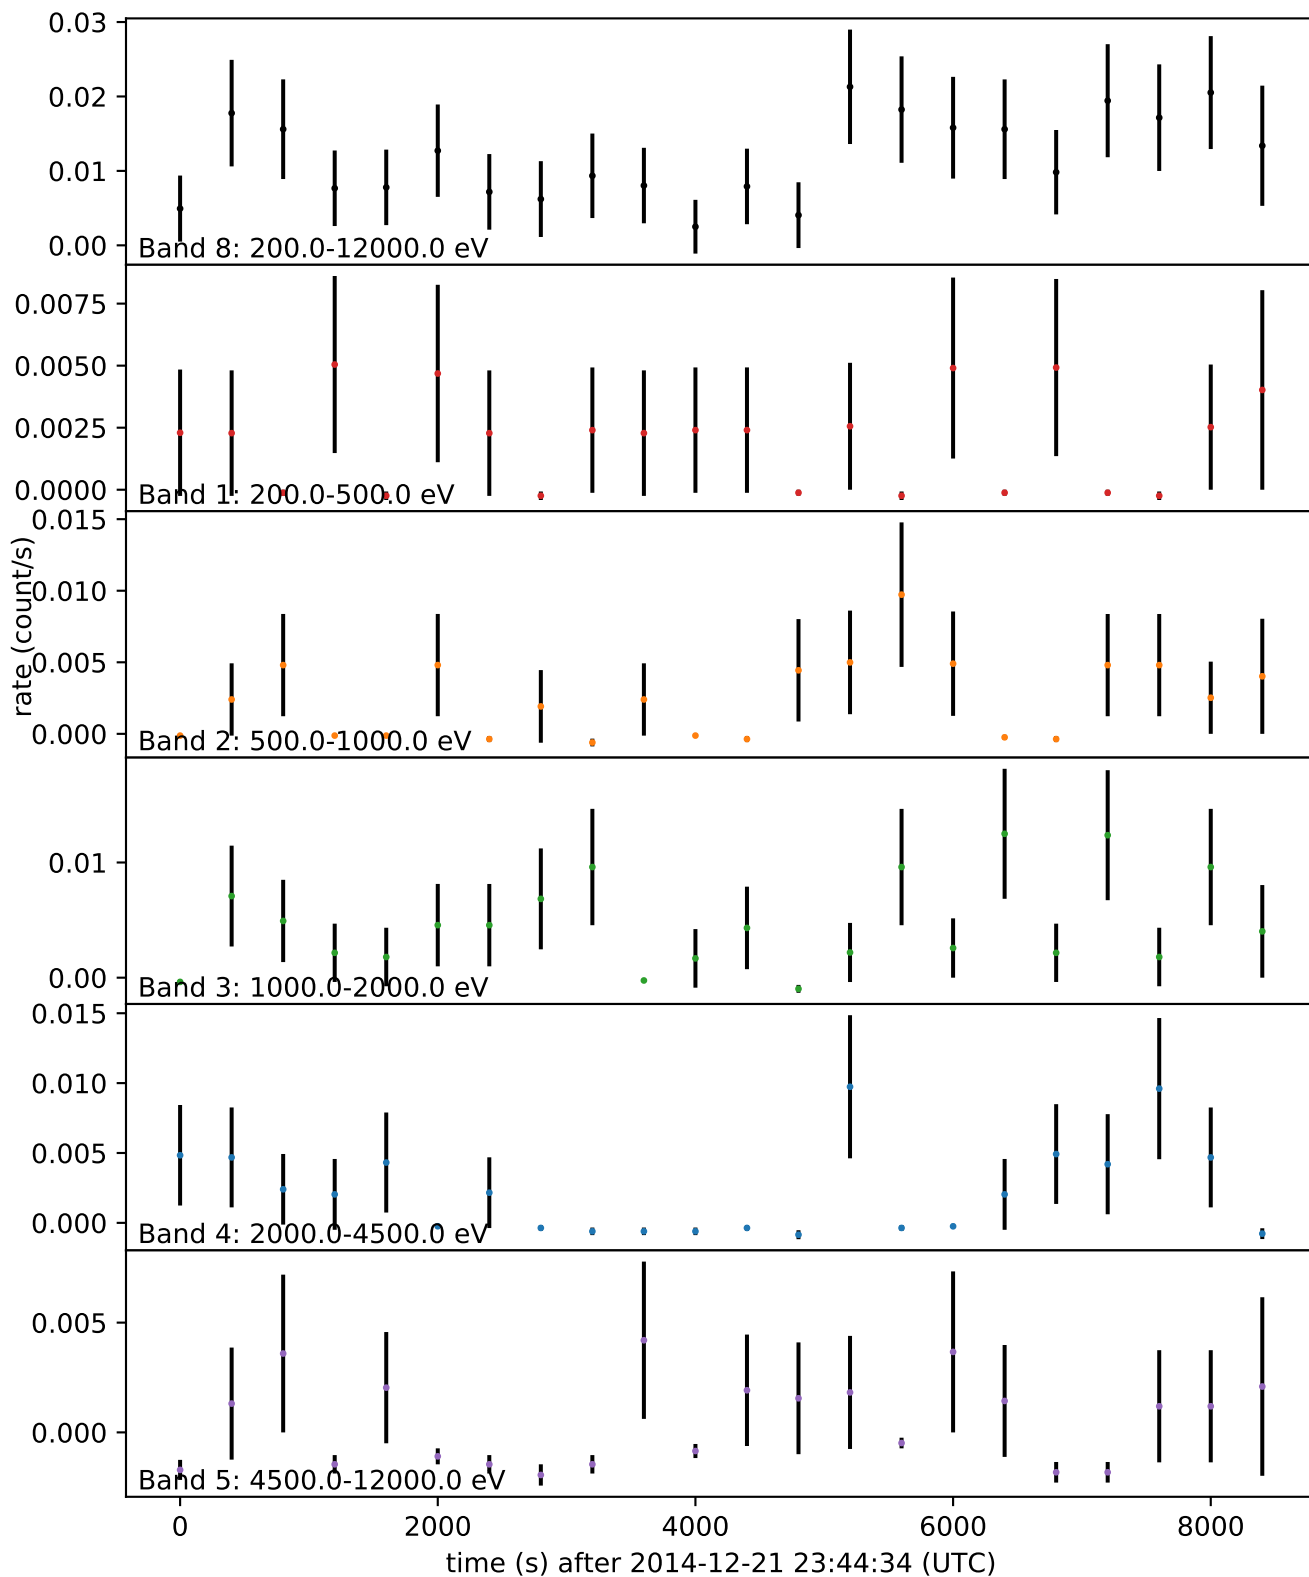 0.03
0.02
0.01
0.00
Band 8: 200.0-12000.0 eV
0.0075
0.0050
0.0025
0.0000
Band 1: 200.0-500.0 eV
0.015
0.010
0.005
0.000
Band 2: 500.0-1000.0 eV
rate (count/s)
0.01
0.00
Band 3: 1000.0-2000.0 eV
0.015
0.010
0.005
0.000
Band 4: 2000.0-4500.0 eV
0.005
0.000
Band 5: 4500.0-12000.0 eV
0 2000 4000 6000 8000
time (s) after 2014-12-21 23:44:34 (UTC)